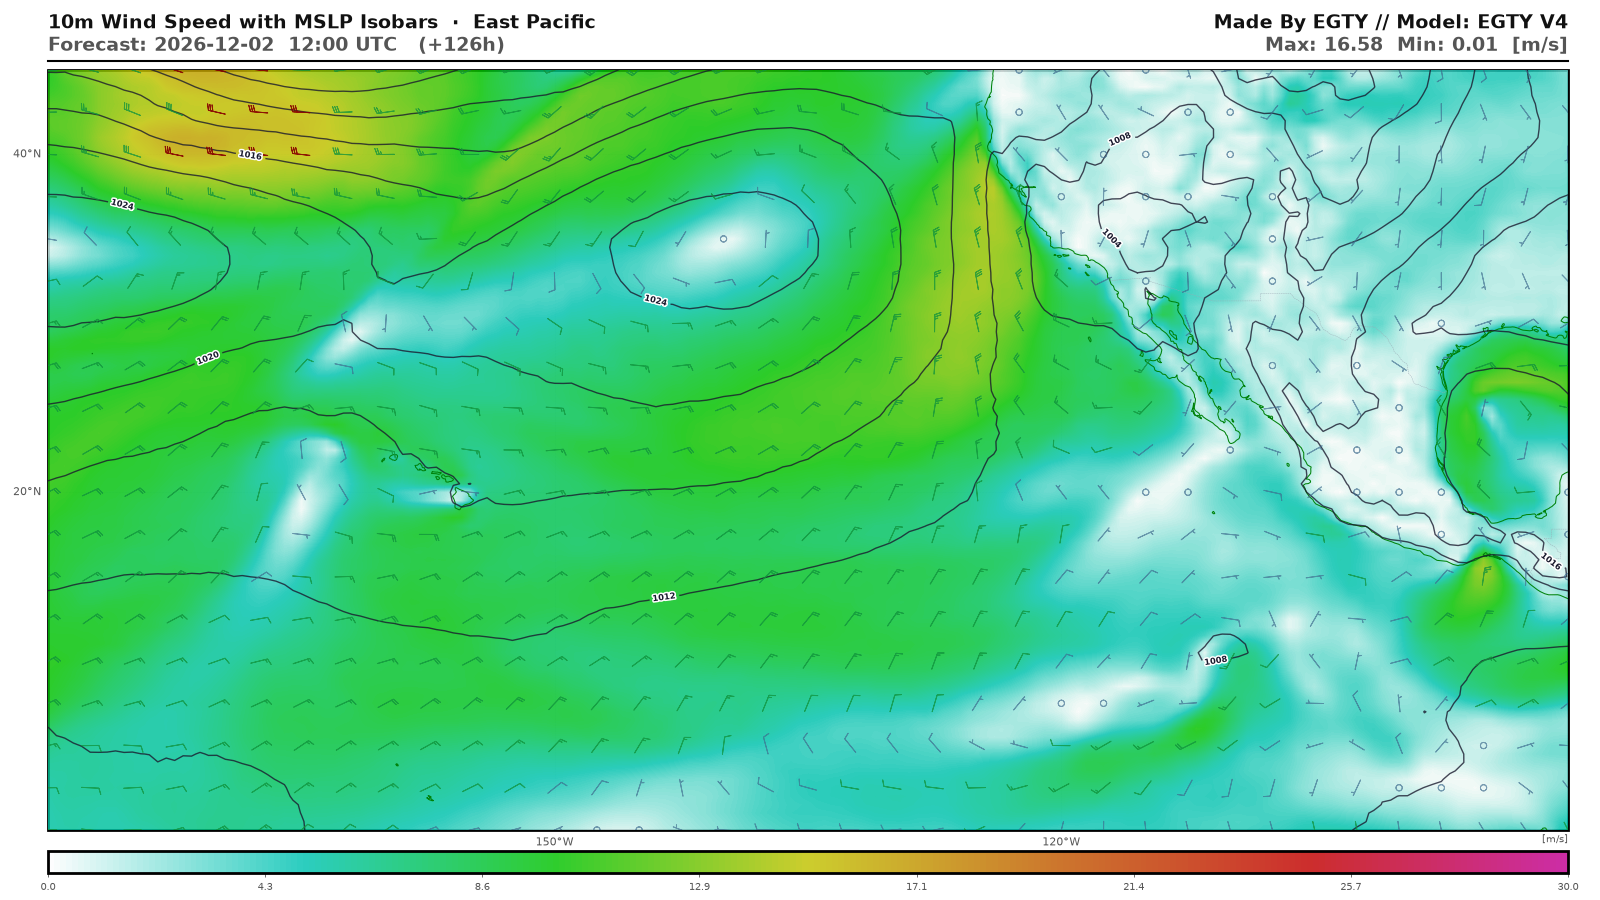 10m Wind Speed with MSLP Isobars · East Pacific
Made By EGTY // Model: EGTY V4
Forecast: 2026-12-02 12:00 UTC (+126h)
Max: 16.58 Min: 0.01 [m/s]
1008
40°N
1016
1024
1004
1024
1020
20°N
1016
1012
1008
150°W
120°W
[m/s]
0.0
4.3
8.6
12.9
17.1
21.4
25.7
30.0